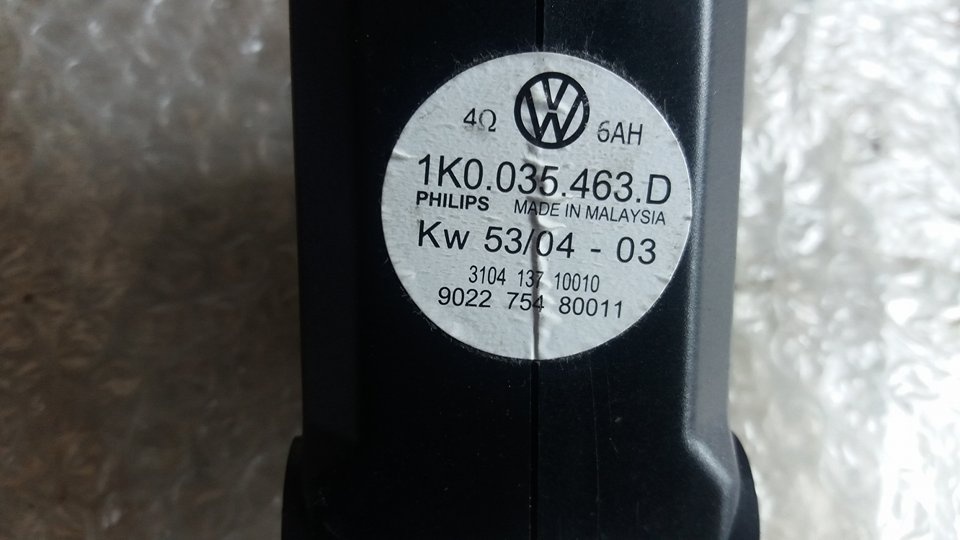 4Ω VW 6AH
1K0.035.463.D
PHILIPS MADE IN MALAYSIA
Kw 53/04 - 03
3104 137 10010
9022 754 80011